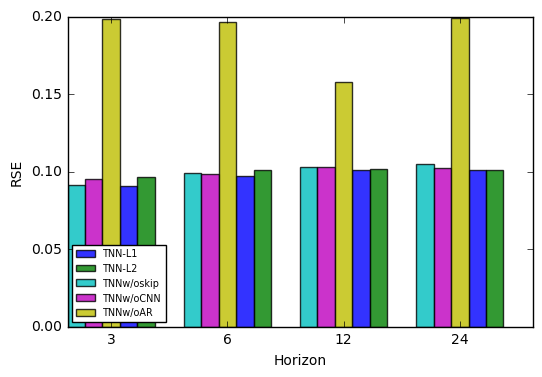 0.20
0.15
0.10
0.05
0.00
RSE
TNN-L1
TNN-L2
TNNw/oskip
TNNw/oCNN
TNNw/oAR
3 6 12 24
Horizon